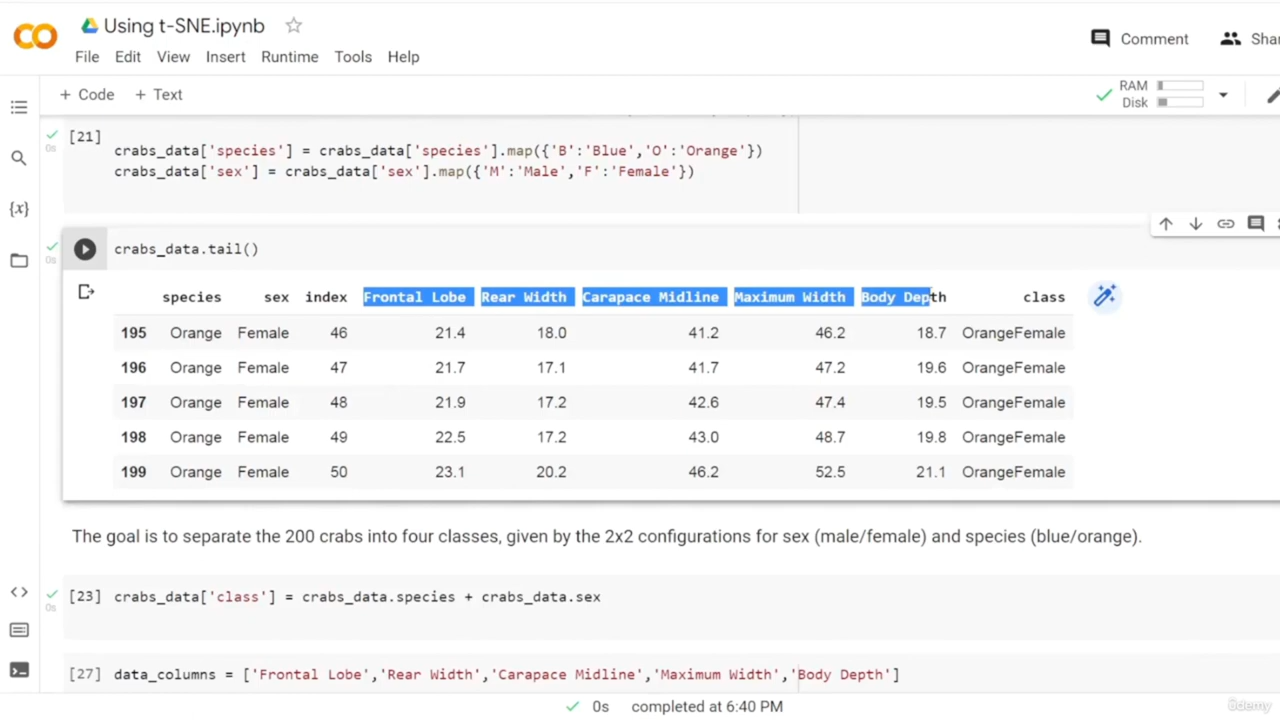 Using t-SNE.ipynb
File Edit View Insert Runtime Tools Help
Comment
+ Code + Text
RAM
Disk
[21]
crabs_data['species'] = crabs_data['species'].map({'B':'Blue','O':'Orange'})
crabs_data['sex'] = crabs_data['sex'].map({'M':'Male','F':'Female'})
0s
crabs_data.tail()
0s
species sex index Frontal Lobe Rear Width Carapace Midline Maximum Width Body Depth class
195 Orange Female 46 21.4 18.0 41.2 46.2 18.7 OrangeFemale
196 Orange Female 47 21.7 17.1 41.7 47.2 19.6 OrangeFemale
197 Orange Female 48 21.9 17.2 42.6 47.4 19.5 OrangeFemale
198 Orange Female 49 22.5 17.2 43.0 48.7 19.8 OrangeFemale
199 Orange Female 50 23.1 20.2 46.2 52.5 21.1 OrangeFemale
The goal is to separate the 200 crabs into four classes, given by the 2x2 configurations for sex (male/female) and species (blue/orange).
[23] crabs_data['class'] = crabs_data.species + crabs_data.sex
0s
[27] data_columns = ['Frontal Lobe','Rear Width','Carapace Midline','Maximum Width','Body Depth']
0s completed at 6:40 PM
ûdemy